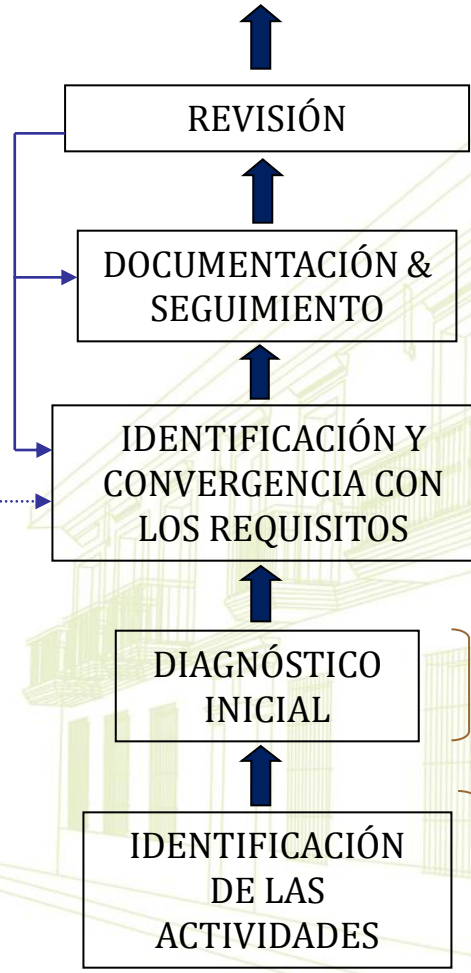 REVISIÓN
DOCUMENTACIÓN &
SEGUIMIENTO
IDENTIFICACIÓN Y
CONVERGENCIA CON
LOS REQUISITOS
DIAGNÓSTICO
INICIAL
IDENTIFICACIÓN
DE LAS
ACTIVIDADES